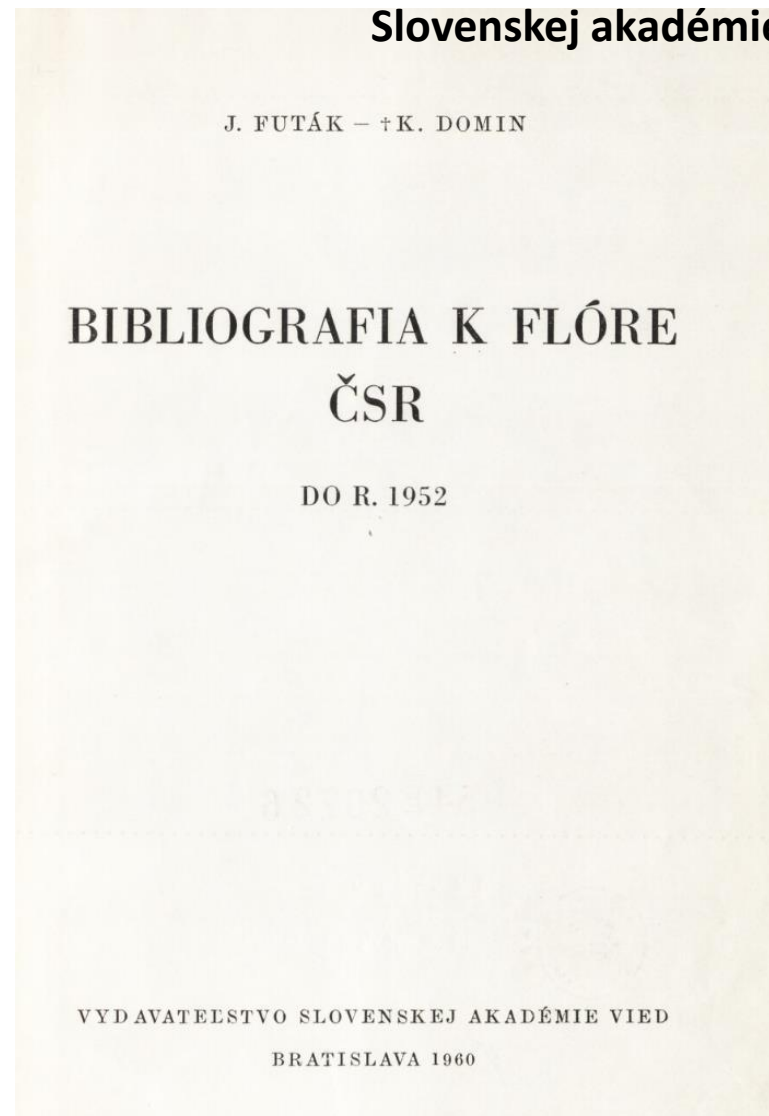 Slovenskej akadémie
J. FUTÁK – †K. DOMIN
BIBLIOGRAFIA K FLÓRE
ČSR
DO R. 1952
VYDAVATEĽSTVO SLOVENSKEJ AKADÉMIE VIED
BRATISLAVA 1960